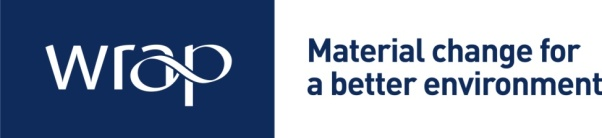 wrap
Material change for
a better environment